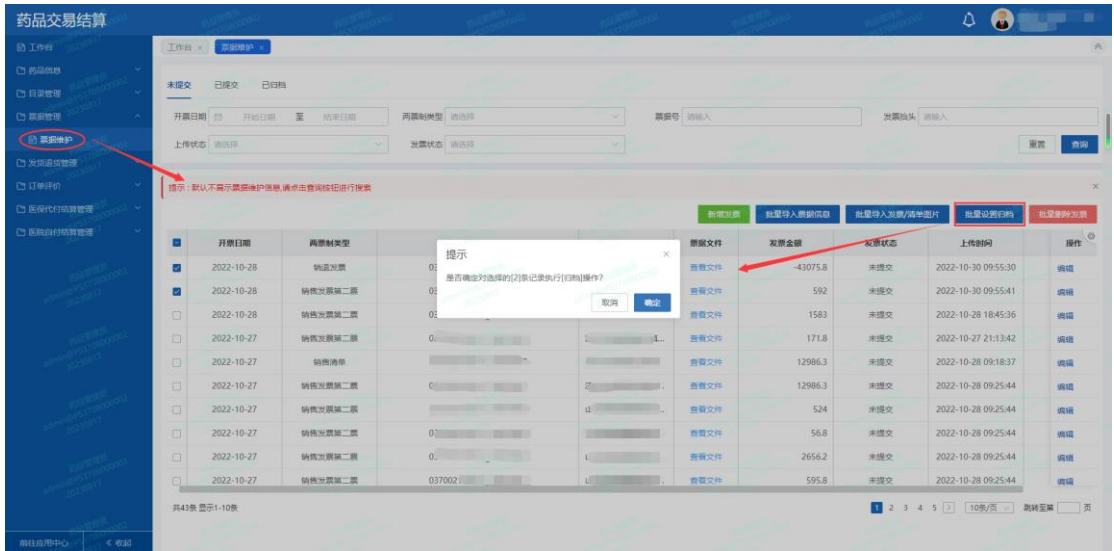 药品交易结算
工作台
药品信息
目录管理
票据管理
票据维护
发货退货管理
订单评价
医保代付结算管理
医院自付结算管理
前往应用中心 《 收起
工作台 × 票据维护 ×
未提交 已提交 已归档
开票日期 开始日期 至 结束日期 两票制类型 请选择 票据号 请输入 发票抬头 请输入
上传状态 请选择 发票状态 请选择 重置 查询
提示：默认不展示票据维护信息,请点击查询按钮进行搜索 ×
新增发票 批量导入票据信息 批量导入发票/清单图片 批量设置归档 批量删除发票
开票日期 两票制类型 票据文件 发票金额 发票状态 上传时间 操作
2022-10-28 销退发票 03 查看文件 -43075.8 未提交 2022-10-30 09:55:30 编辑
2022-10-28 销售发票第二票 03 查看文件 592 未提交 2022-10-30 09:55:41 编辑
2022-10-28 销售发票第二票 03 查看文件 1583 未提交 2022-10-28 18:45:36 编辑
2022-10-27 销售发票第二票 0 查看文件 171.8 未提交 2022-10-27 21:13:42 编辑
2022-10-27 销售清单 查看文件 12986.3 未提交 2022-10-28 09:18:37 编辑
2022-10-27 销售发票第二票 查看文件 12986.3 未提交 2022-10-28 09:25:44 编辑
2022-10-27 销售发票第二票 查看文件 524 未提交 2022-10-28 09:25:44 编辑
2022-10-27 销售发票第二票 查看文件 56.8 未提交 2022-10-28 09:25:44 编辑
2022-10-27 销售发票第二票 0. 查看文件 2656.2 未提交 2022-10-28 09:25:44 编辑
2022-10-27 销售发票第二票 037002 查看文件 595.8 未提交 2022-10-28 09:25:44 编辑
提示 ×
是否确定对选择的[2]条记录执行[归档]操作?
取消 确定
共43条 显示1-10条 1 2 3 4 5 > 10条/页 跳转至第 页